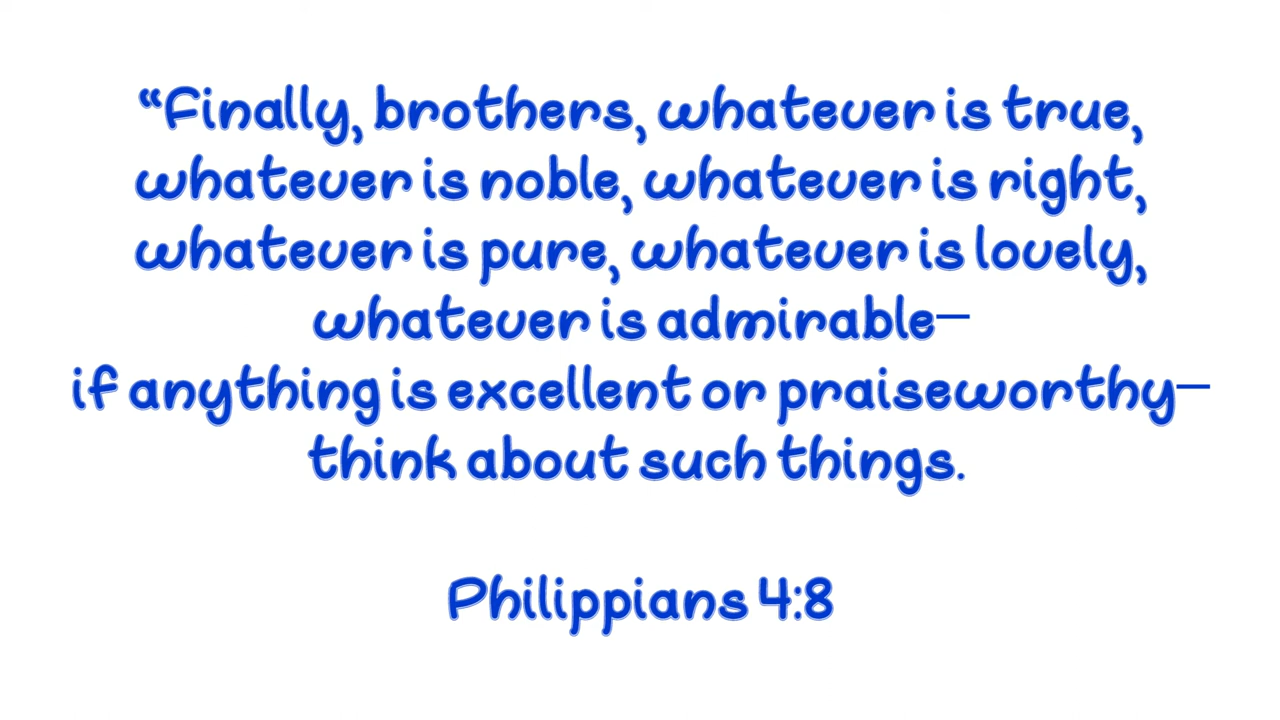 “Finally, brothers, whatever is true,
whatever is noble, whatever is right,
whatever is pure, whatever is lovely,
whatever is admirable—
if anything is excellent or praiseworthy—
think about such things.
Philippians 4:8